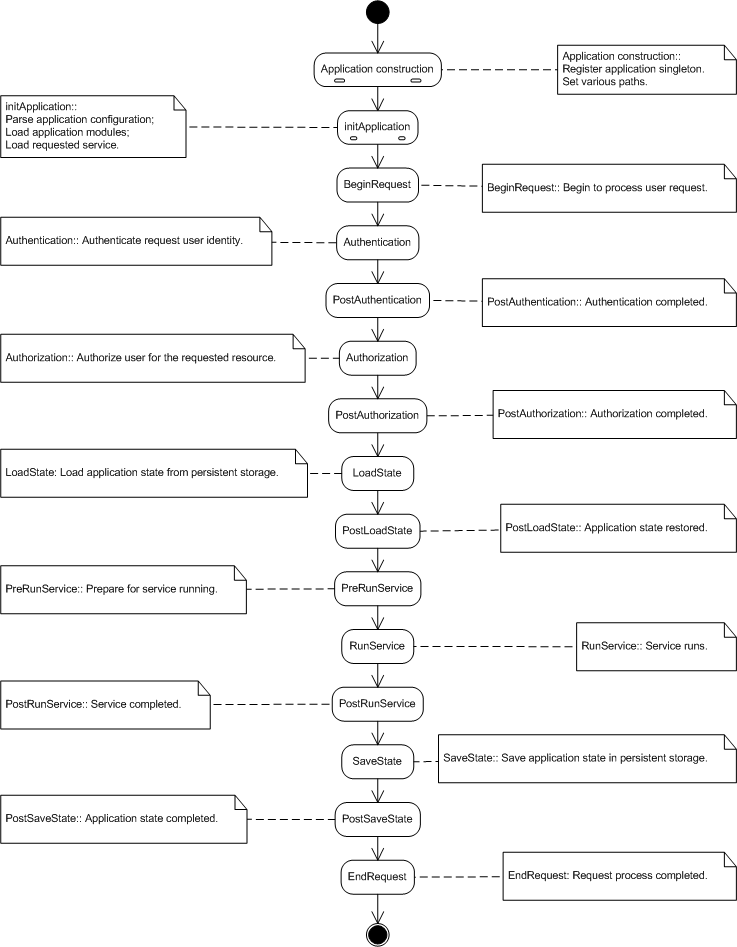 Application construction
Application construction::
Register application singleton.
Set various paths.
initApplication::
Parse application configuration;
Load application modules;
Load requested service.
initApplication
BeginRequest
BeginRequest:: Begin to process user request.
Authentication:: Authenticate request user identity.
Authentication
PostAuthentication
PostAuthentication:: Authentication completed.
Authorization:: Authorize user for the requested resource.
Authorization
PostAuthorization
PostAuthorization:: Authorization completed.
LoadState: Load application state from persistent storage.
LoadState
PostLoadState
PostLoadState:: Application state restored.
PreRunService:: Prepare for service running.
PreRunService
RunService
RunService:: Service runs.
PostRunService:: Service completed.
PostRunService
SaveState
SaveState:: Save application state in persistent storage.
PostSaveState:: Application state completed.
PostSaveState
EndRequest
EndRequest: Request process completed.